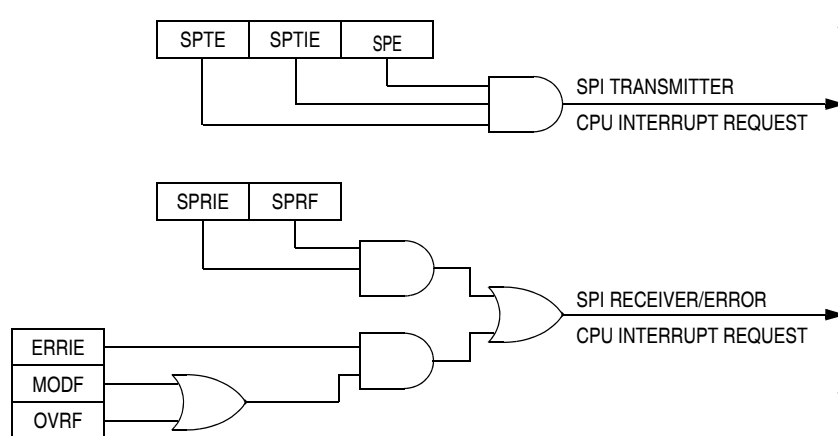 SPTE SPTIE SPE
SPI TRANSMITTER
CPU INTERRUPT REQUEST
SPRIE SPRF
SPI RECEIVER/ERROR
CPU INTERRUPT REQUEST
ERRIE
MODF
OVRF